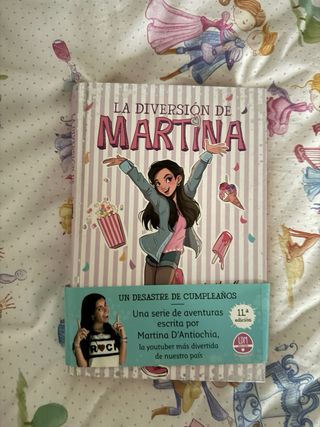 LA DIVERSIÓN DE
MARTINA
UN DESASTRE DE CUMPLEAÑOS
Una serie de aventuras
escrita por
Martina D'Antiochia,
la youtuber más divertida
de nuestro país
11.ª
edición
ROCK